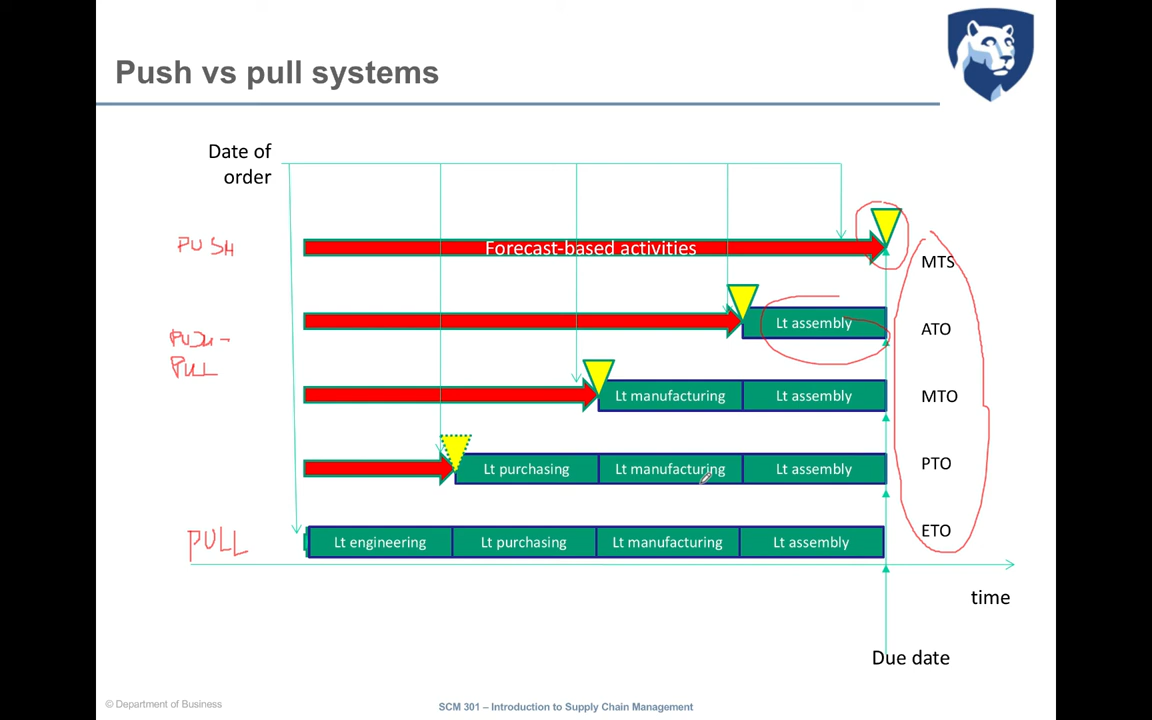 Push vs pull systems
Date of
order
PUSH
Forecast-based activities
MTS
Lt assembly
ATO
PUSH-
PULL
Lt manufacturing Lt assembly
MTO
Lt purchasing Lt manufacturing Lt assembly
PTO
PULL
Lt engineering Lt purchasing Lt manufacturing Lt assembly
ETO
time
Due date
© Department of Business
SCM 301 – Introduction to Supply Chain Management